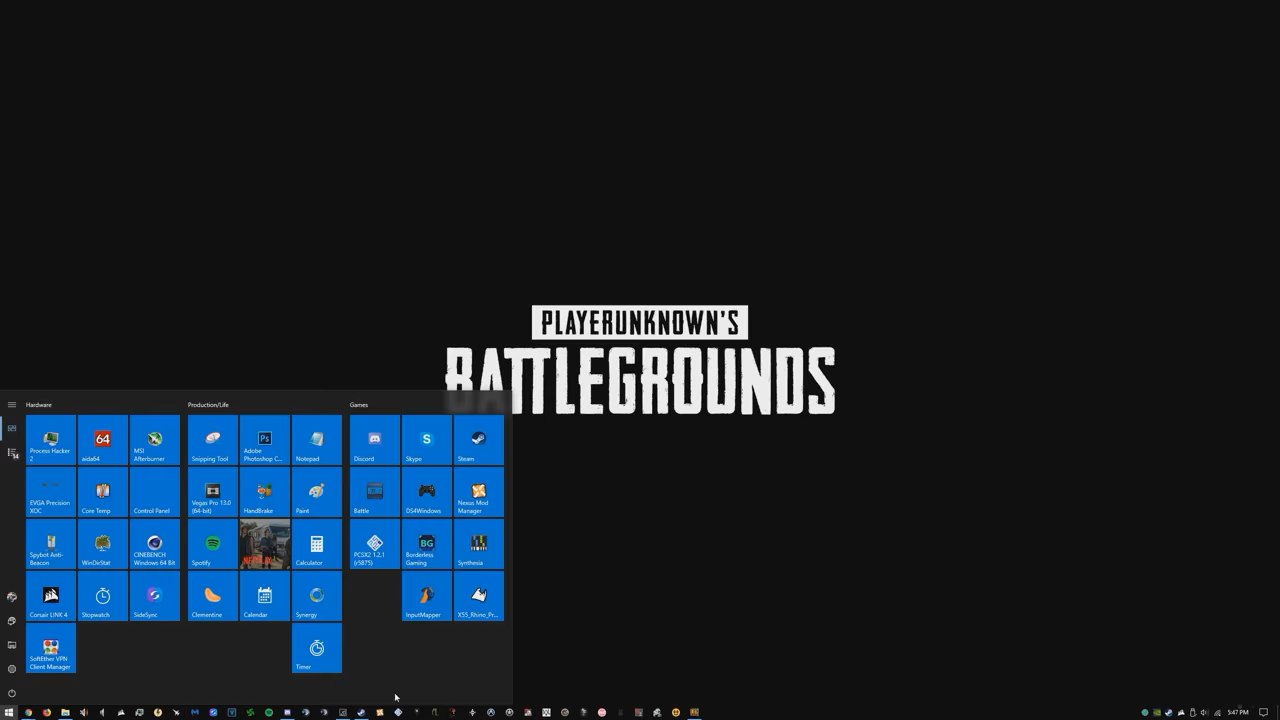 PLAYERUNKNOWN'S
BATTLEGROUNDS
Hardware
Production/Life
Games
Process Hacker
2
64
aida64
MSI
Afterburner
Snipping Tool
Ps
Adobe
Photoshop C...
Notepad
Discord
S
Skype
Steam
EVGA Precision
XOC
Core Temp
Control Panel
Vegas Pro 13.0
(64-bit)
HandBrake
Paint
Battle
DS4Windows
Nexus Mod
Manager
Spybot Anti-
Beacon
WinDirStat
CINEBENCH
Windows 64 Bit
Spotify
NETFLIX
Calculator
PCSX2 1.2.1
(r5875)
BG
Borderless
Gaming
Synthesia
Corsair LINK 4
Stopwatch
SideSync
Clementine
Calendar
Synergy
InputMapper
X55_Rhino_Pr...
SoftEther VPN
Client Manager
Timer
5:47 PM